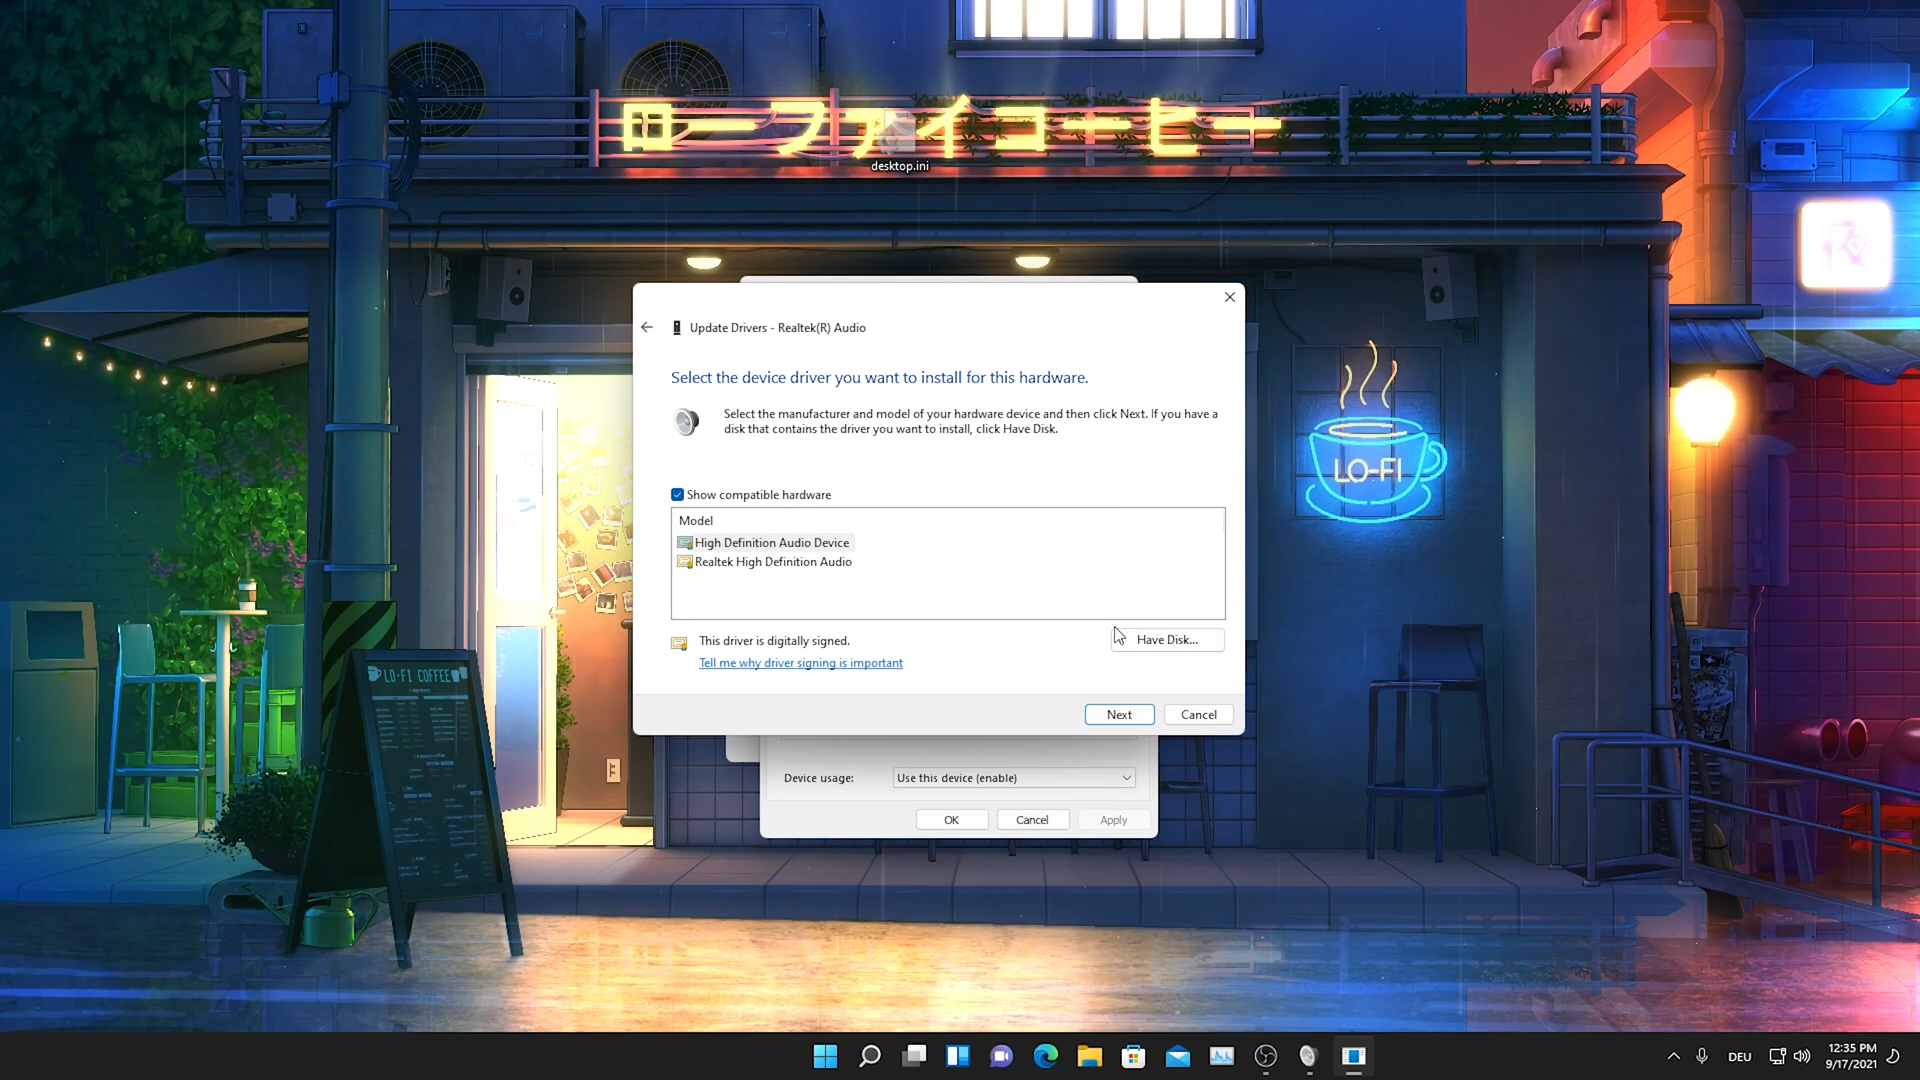 ローファイコーヒー
desktop.ini
夜
Update Drivers - Realtek(R) Audio
Select the device driver you want to install for this hardware.
Select the manufacturer and model of your hardware device and then click Next. If you have a
disk that contains the driver you want to install, click Have Disk.
LO-FI
Show compatible hardware
Model
High Definition Audio Device
Realtek High Definition Audio
This driver is digitally signed.
Have Disk...
Tell me why driver signing is important
LO-FI COFFEE
Next
Cancel
Device usage:
Use this device (enable)
OK
Cancel
Apply
DEU
12:35 PM
9/17/2021